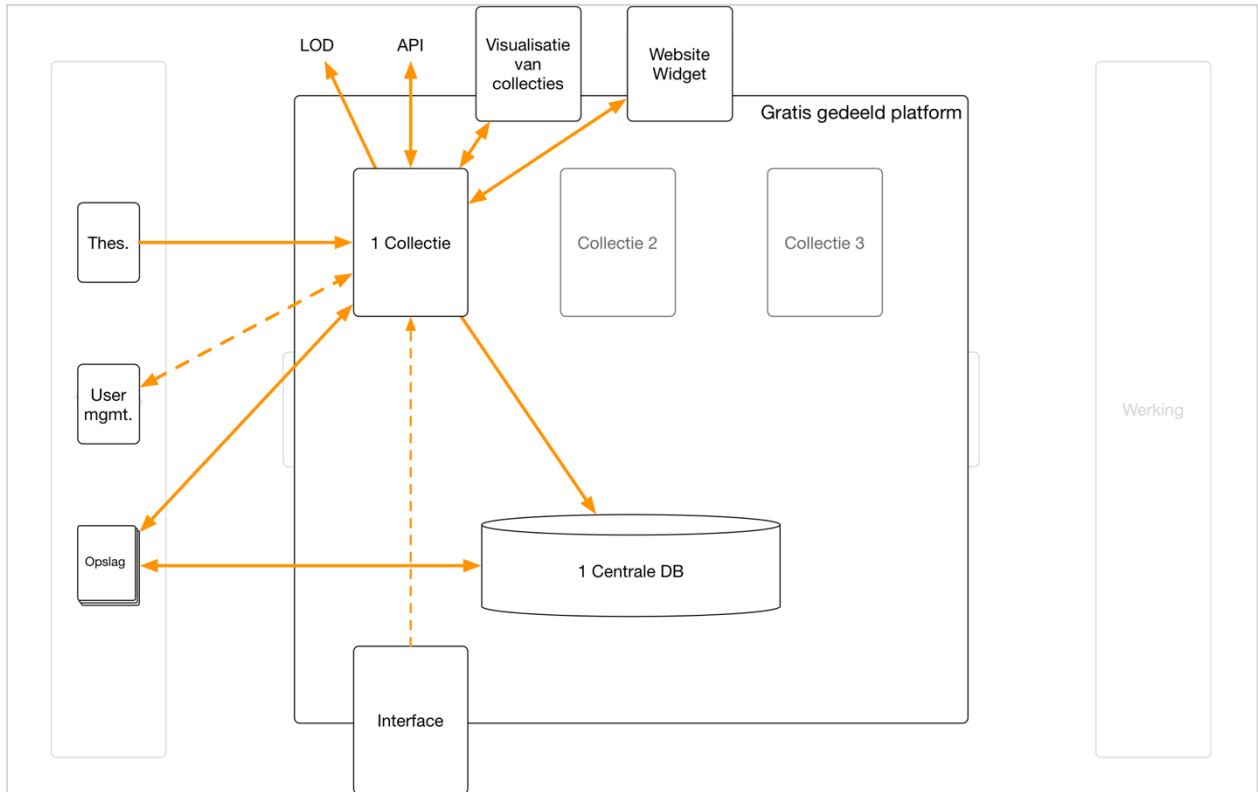 LOD
API
Visualisatie
van
collecties
Website
Widget
Gratis gedeeld platform
Thes.
1 Collectie
Collectie 2
Collectie 3
User
mgmt.
Werking
Opslag
1 Centrale DB
Interface